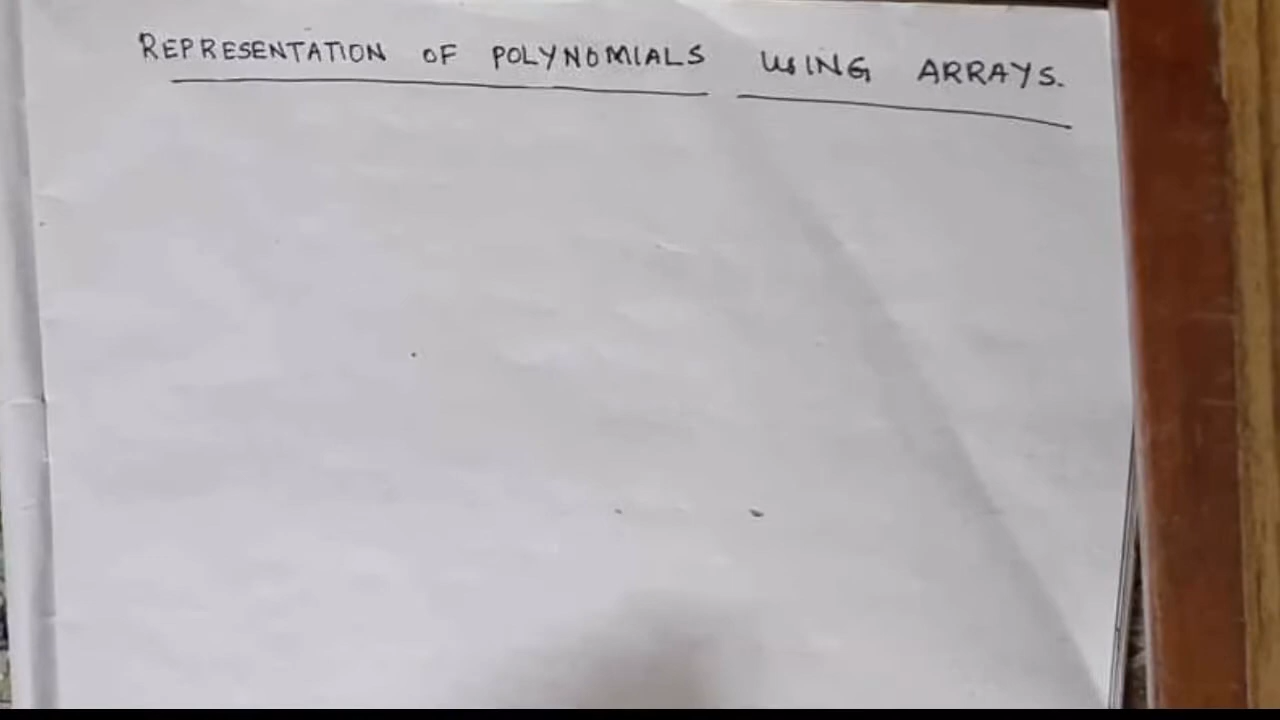 REPRESENTATION OF POLYNOMIALS USING ARRAYS.